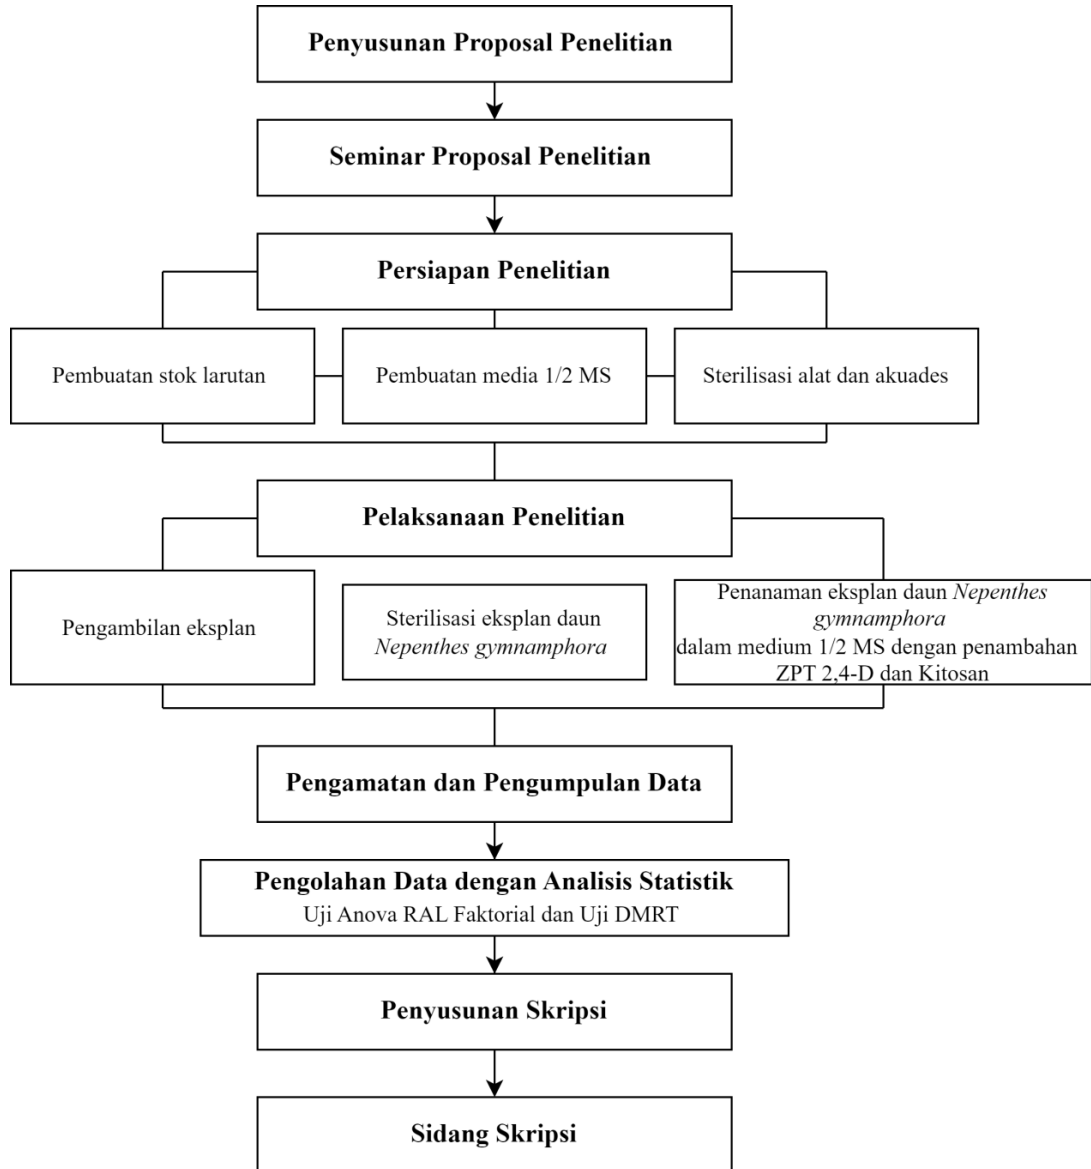 Penyusunan Proposal Penelitian
Seminar Proposal Penelitian
Persiapan Penelitian
Pembuatan stok larutan
Pembuatan media 1/2 MS
Sterilisasi alat dan akuades
Pelaksanaan Penelitian
Pengambilan eksplan
Sterilisasi eksplan daun
Nepenthes gymnamphora
Penanaman eksplan daun Nepenthes
gymnamphora
dalam medium 1/2 MS dengan penambahan
ZPT 2,4-D dan Kitosan
Pengamatan dan Pengumpulan Data
Pengolahan Data dengan Analisis Statistik
Uji Anova RAL Faktorial dan Uji DMRT
Penyusunan Skripsi
Sidang Skripsi